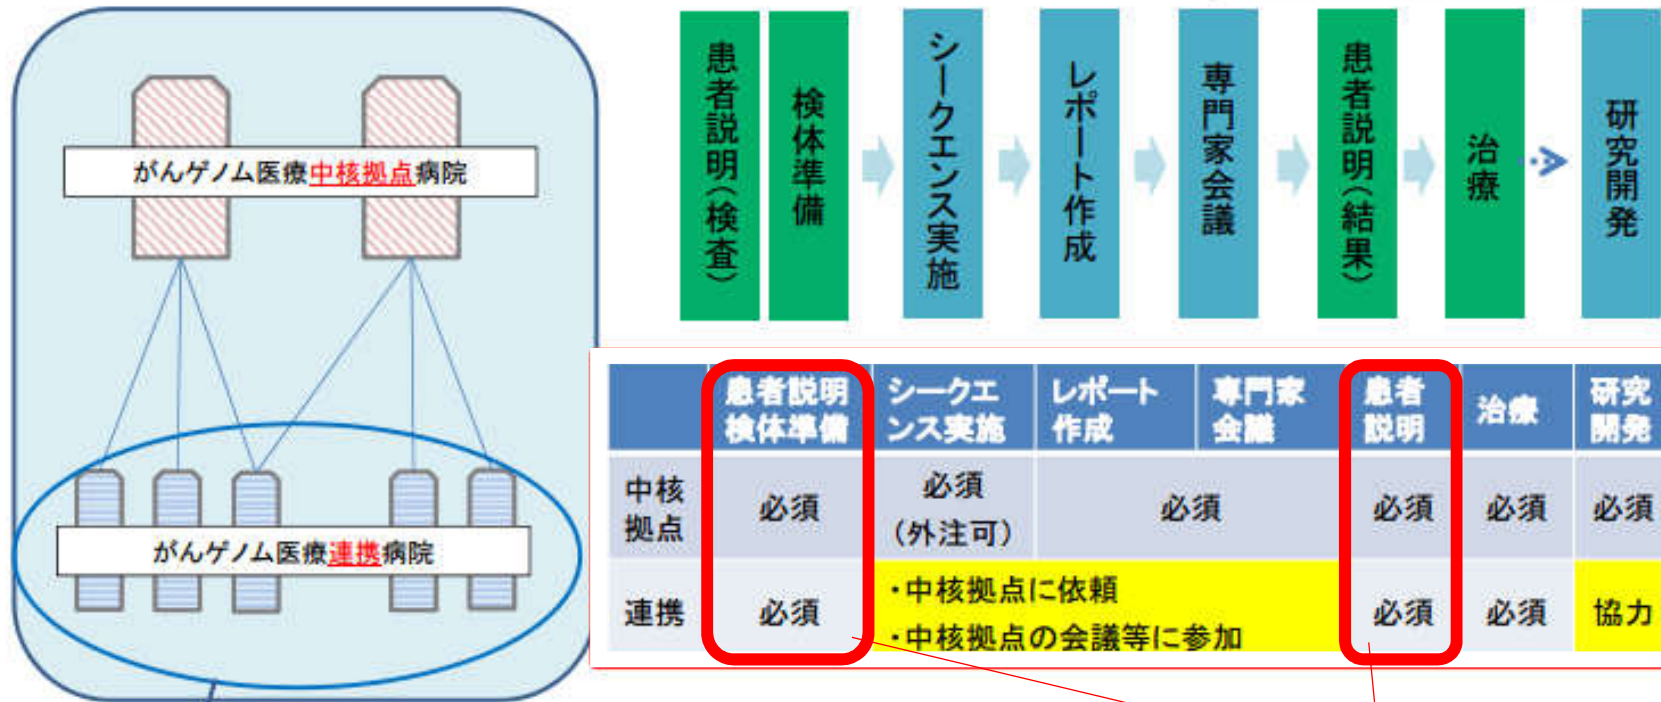 がんゲノム医療中核拠点病院
がんゲノム医療連携病院
患者説明(検査)
検体準備
シークエンス実施
レポート作成
専門家会議
患者説明(結果)
治療
研究開発
患者説明
検体準備
シークエ
ンス実施
レポート
作成
専門家
会議
患者
説明
治療
研究
開発
中核
拠点
必須
必須
(外注可)
必須
必須
必須
必須
連携
必須
・中核拠点に依頼
・中核拠点の会議等に参加
必須
必須
協力